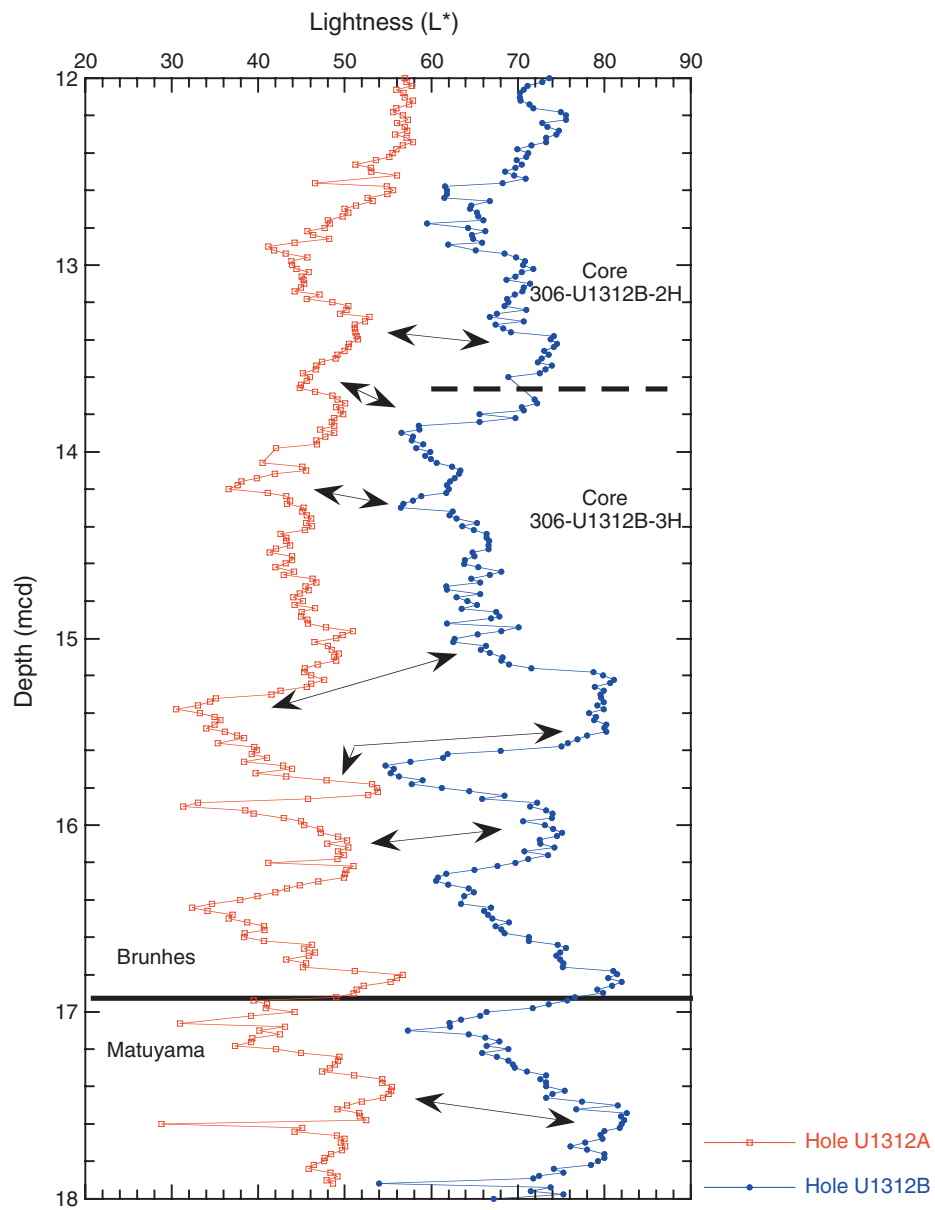 Lightness (L*)
20 30 40 50 60 70 80 90
12
13
Core
306-U1312B-2H
14
Core
306-U1312B-3H
15
Depth (mcd)
16
Brunhes
17
Matuyama
Hole U1312A
Hole U1312B
18